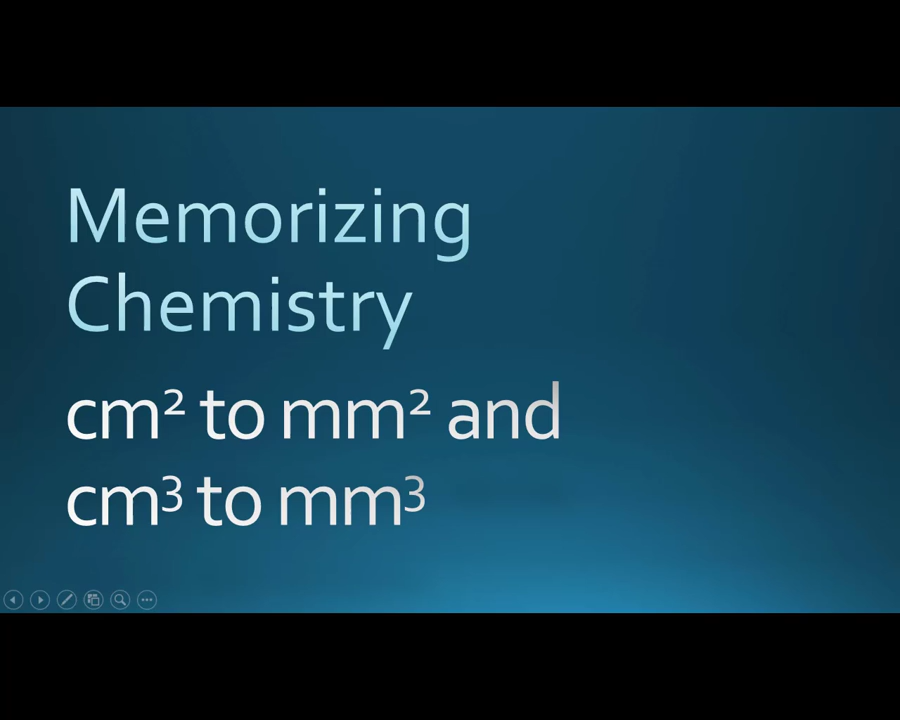 Memorizing
Chemistry
cm² to mm² and
cm³ to mm³